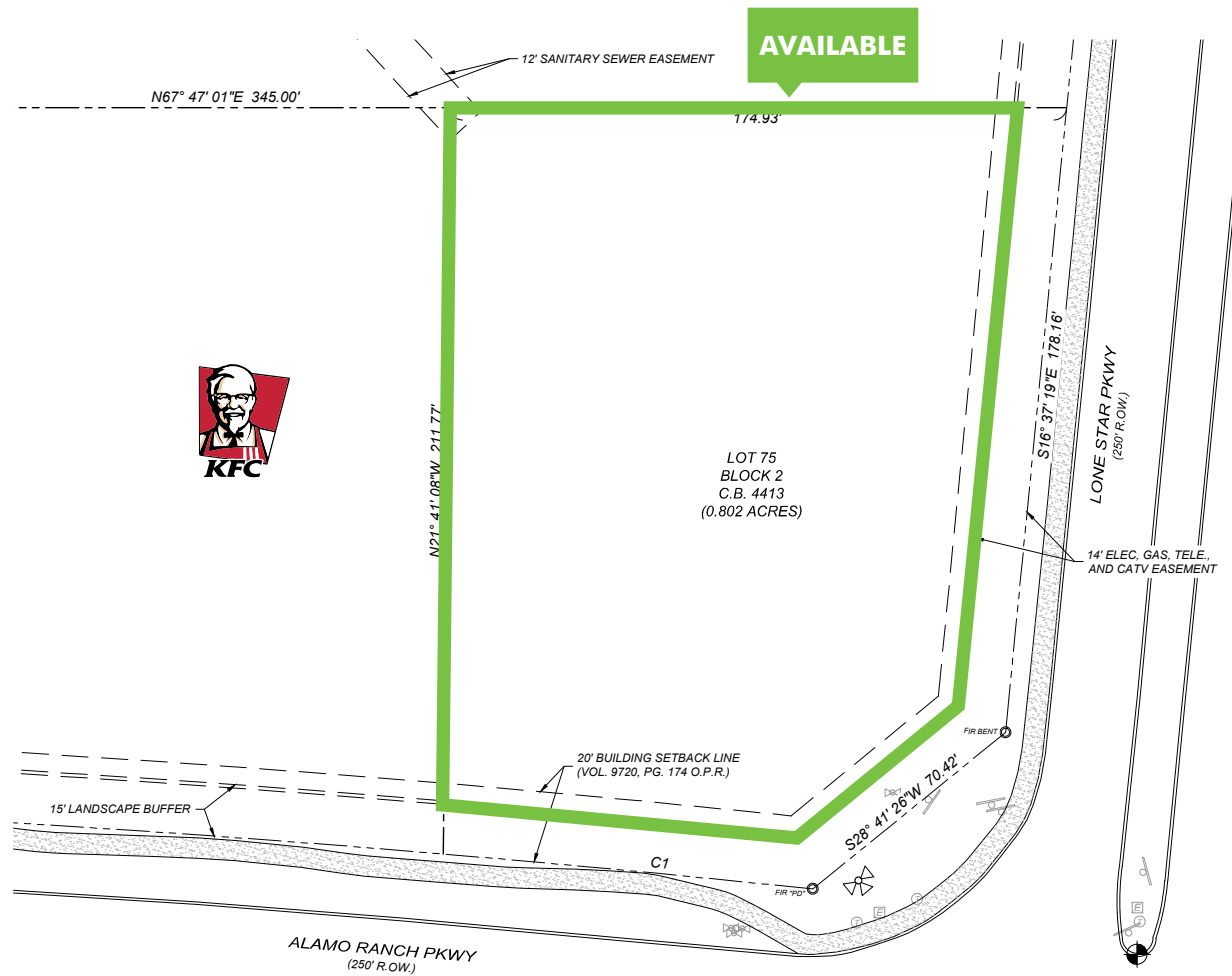 AVAILABLE
12' SANITARY SEWER EASEMENT
N67° 47' 01"E  345.00'
174.93'
S16° 37' 19"E  178.16'
LONE STAR PKWY
(250' R.OW.)
N21° 41' 08"W  211.77'
KFC
LOT 75
BLOCK 2
C.B. 4413
(0.802 ACRES)
14' ELEC, GAS, TELE.,
AND CATV EASEMENT
FIR BENT
20' BUILDING SETBACK LINE
(VOL. 9720, PG. 174 O.P.R.)
15' LANDSCAPE BUFFER
S28° 41' 26"W  70.42'
C1
FIR "PD"
E
T
T
E
T
ALAMO RANCH PKWY
(250' R.OW.)